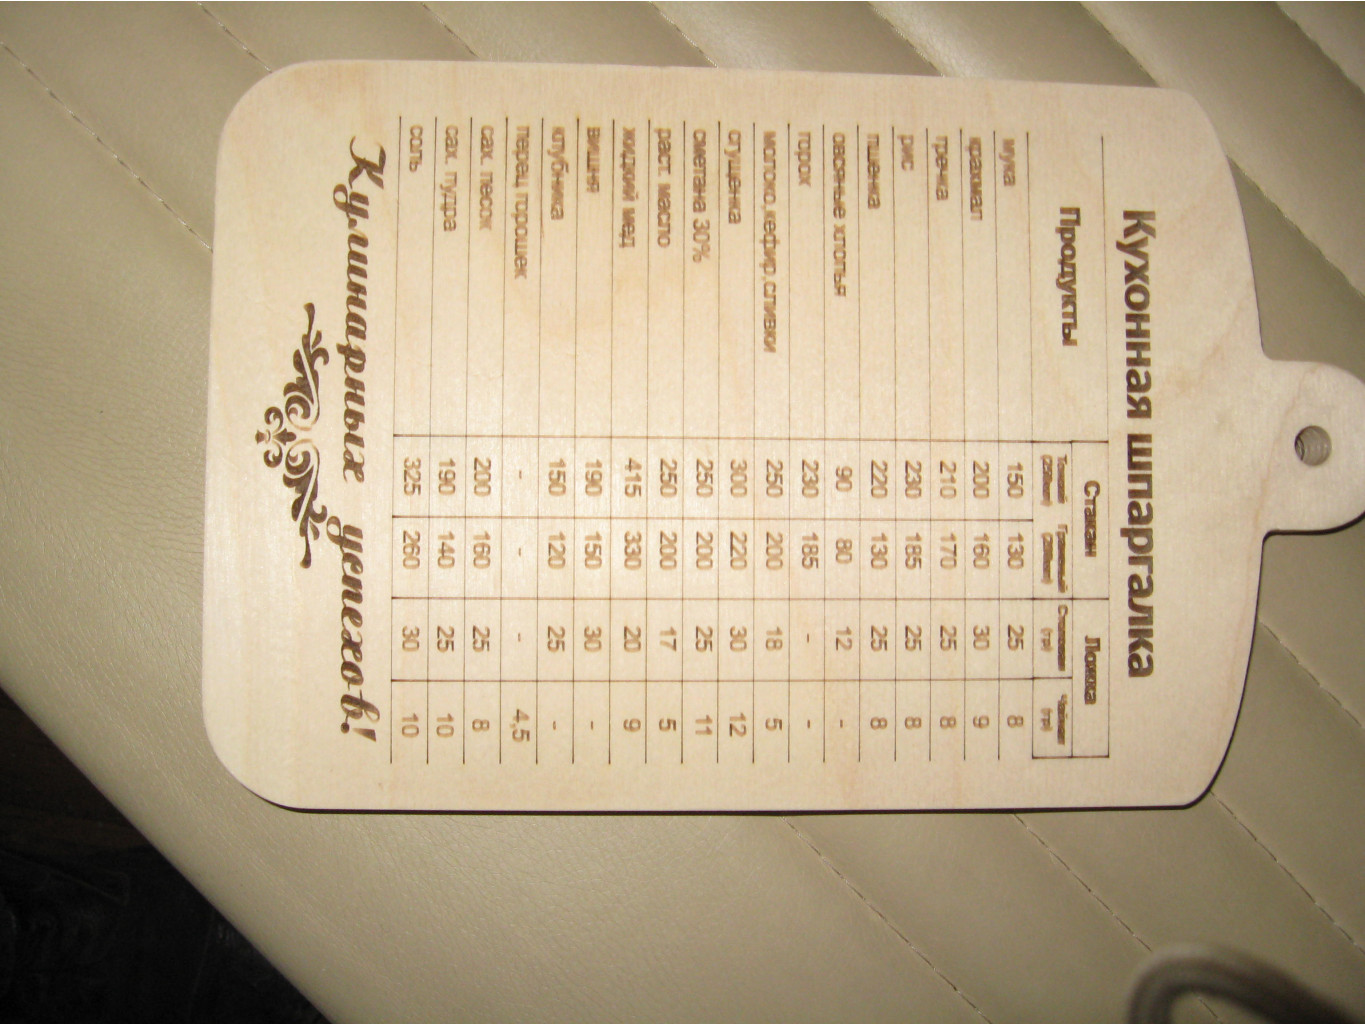 Кухонная шпаргалка
Продукты Стакан Ложка
Тонкий Граненый Столовая Чайная
(250мл) (200мл) (гр) (гр)
мука 150 130 25 8
крахмал 200 160 30 9
гречка 210 170 25 8
рис 230 185 25 8
пшенка 220 130 25 8
овсяные хлопья 90 80 12 -
горох 230 185 - -
молоко,кефир,сливки 250 200 18 5
сгущенка 300 220 30 12
сметана 30% 250 200 25 11
раст. масло 250 200 17 5
жидкий мед 415 330 20 9
вишня 190 150 30 -
клубника 150 120 25 -
перец горошек - - - 4,5
сах. песок 200 160 25 8
сах. пудра 190 140 25 10
соль 325 260 30 10
Кулинарных успехов!